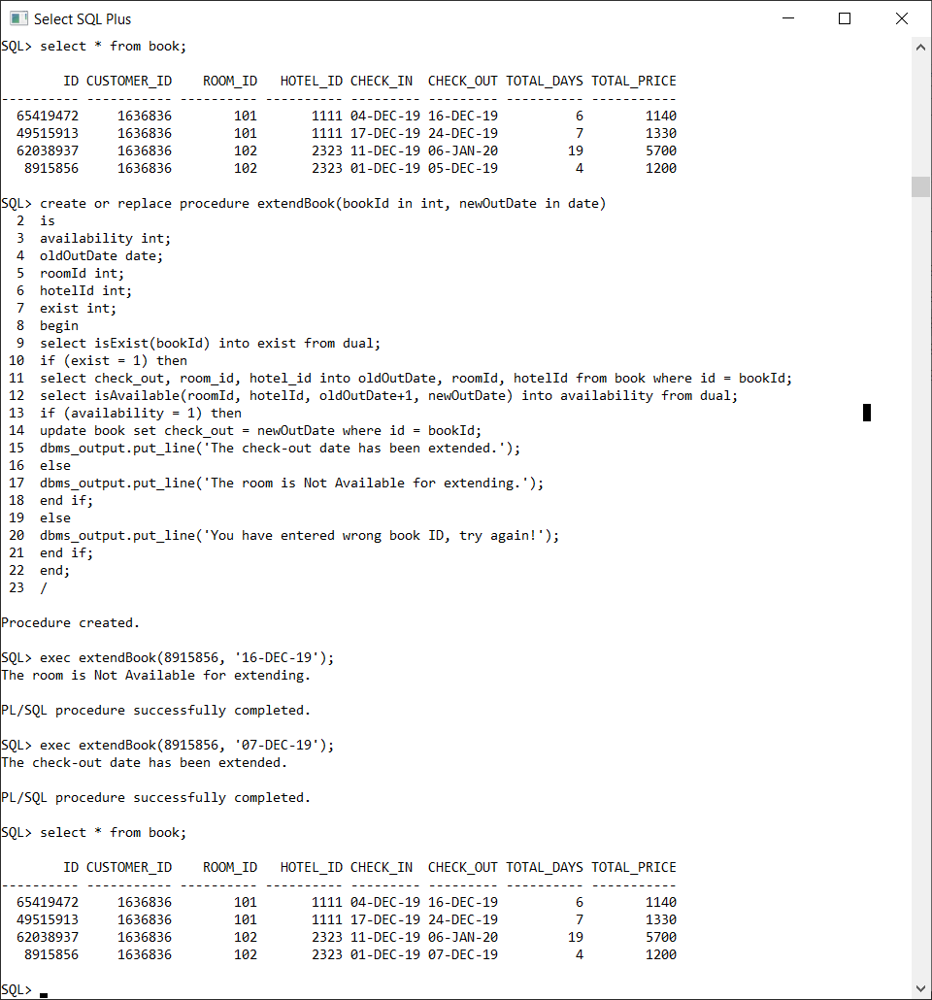 Select SQL Plus
SQL> select * from book;
        ID CUSTOMER_ID    ROOM_ID   HOTEL_ID CHECK_IN  CHECK_OUT TOTAL_DAYS TOTAL_PRICE
---------- ----------- ---------- ---------- --------- --------- ---------- -----------
  65419472     1636836        101       1111 04-DEC-19 16-DEC-19          6        1140
  49515913     1636836        101       1111 17-DEC-19 24-DEC-19          7        1330
  62038937     1636836        102       2323 11-DEC-19 06-JAN-20         19        5700
   8915856     1636836        102       2323 01-DEC-19 05-DEC-19          4        1200
SQL> create or replace procedure extendBook(bookId in int, newOutDate in date)
  2  is
  3  availability int;
  4  oldOutDate date;
  5  roomId int;
  6  hotelId int;
  7  exist int;
  8  begin
  9  select isExist(bookId) into exist from dual;
 10  if (exist = 1) then
 11  select check_out, room_id, hotel_id into oldOutDate, roomId, hotelId from book where id = bookId;
 12  select isAvailable(roomId, hotelId, oldOutDate+1, newOutDate) into availability from dual;
 13  if (availability = 1) then
 14  update book set check_out = newOutDate where id = bookId;
 15  dbms_output.put_line('The check-out date has been extended.');
 16  else
 17  dbms_output.put_line('The room is Not Available for extending.');
 18  end if;
 19  else
 20  dbms_output.put_line('You have entered wrong book ID, try again!');
 21  end if;
 22  end;
 23  /
Procedure created.
SQL> exec extendBook(8915856, '16-DEC-19');
The room is Not Available for extending.
PL/SQL procedure successfully completed.
SQL> exec extendBook(8915856, '07-DEC-19');
The check-out date has been extended.
PL/SQL procedure successfully completed.
SQL> select * from book;
        ID CUSTOMER_ID    ROOM_ID   HOTEL_ID CHECK_IN  CHECK_OUT TOTAL_DAYS TOTAL_PRICE
---------- ----------- ---------- ---------- --------- --------- ---------- -----------
  65419472     1636836        101       1111 04-DEC-19 16-DEC-19          6        1140
  49515913     1636836        101       1111 17-DEC-19 24-DEC-19          7        1330
  62038937     1636836        102       2323 11-DEC-19 06-JAN-20         19        5700
   8915856     1636836        102       2323 01-DEC-19 07-DEC-19          4        1200
SQL>